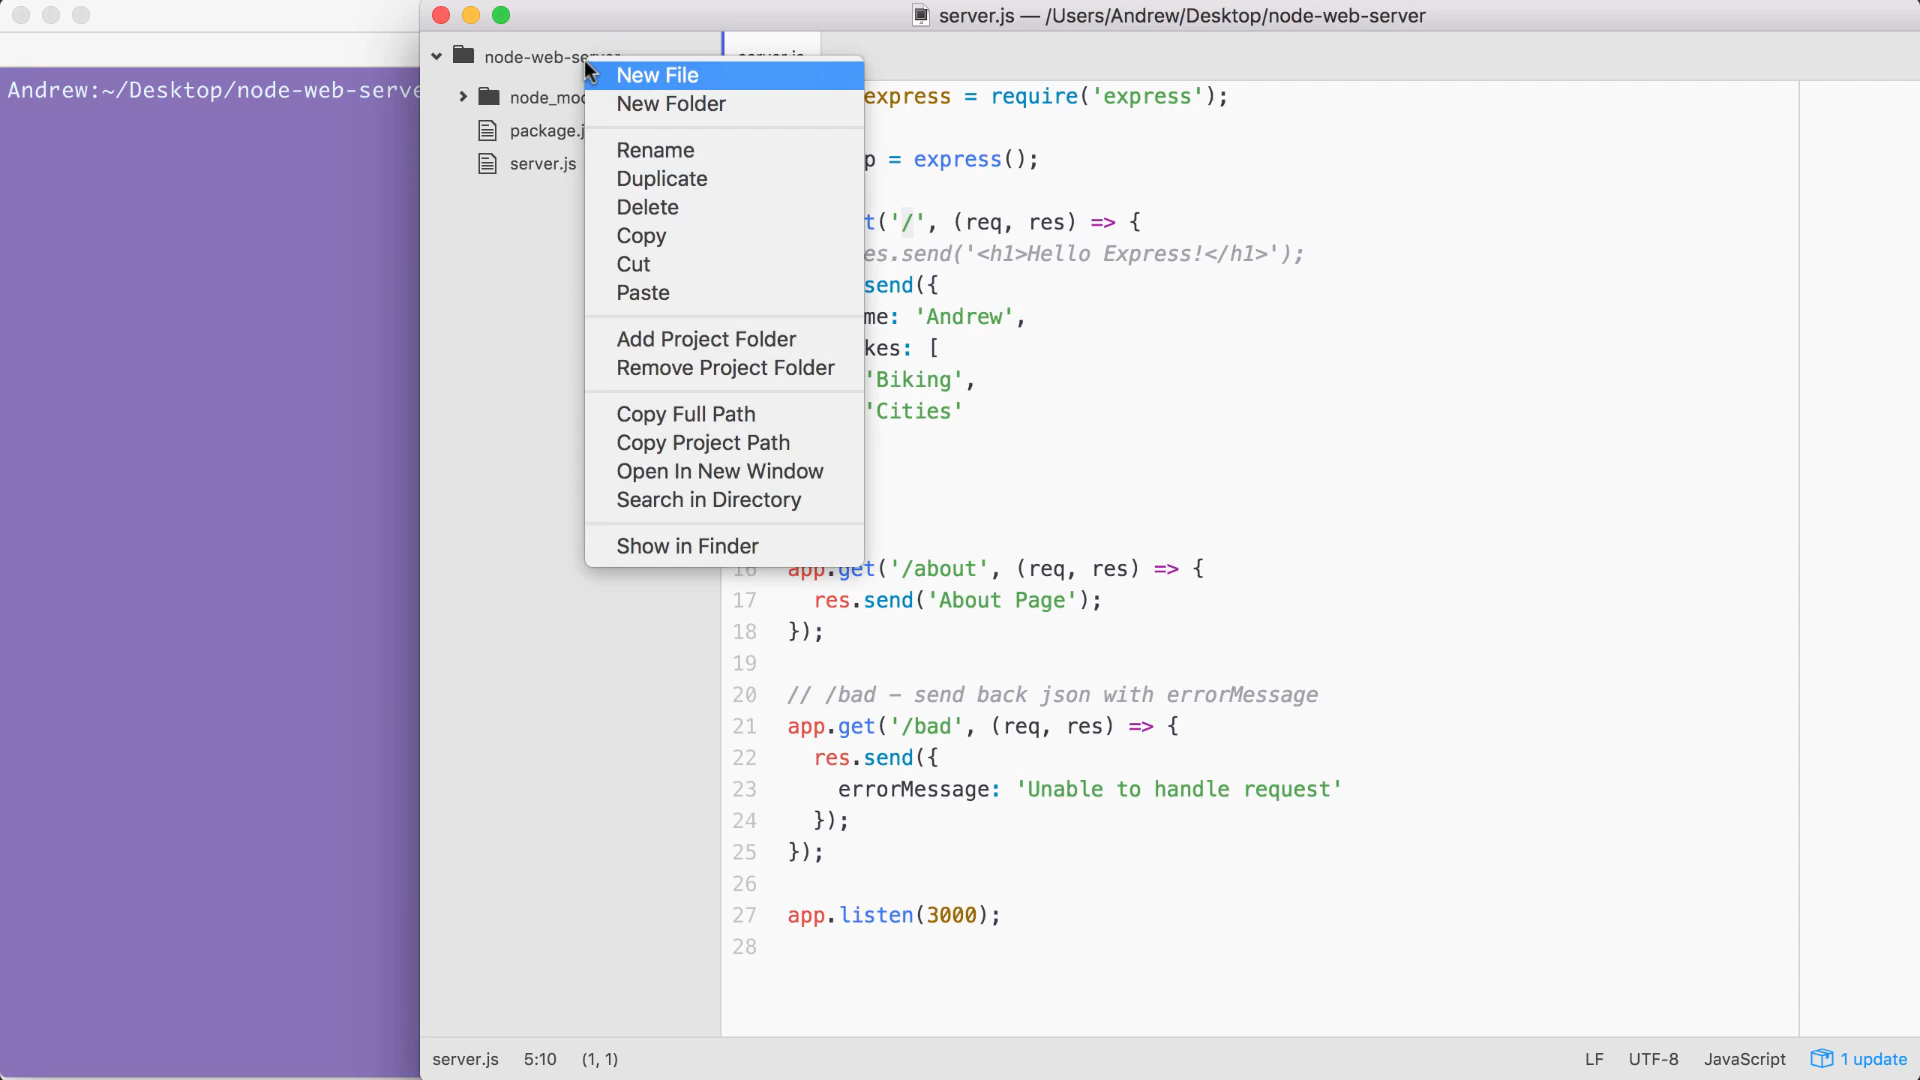 server.js — /Users/Andrew/Desktop/node-web-server
Andrew:~/Desktop/node-web-serve
node-web-server
node_mod
package.j
server.js
server.js
New File
New Folder
Rename
Duplicate
Delete
Copy
Cut
Paste
Add Project Folder
Remove Project Folder
Copy Full Path
Copy Project Path
Open In New Window
Search in Directory
Show in Finder
express = require('express');
p = express();
t('/', (req, res) => {
es.send('<h1>Hello Express!</h1>');
send({
me: 'Andrew',
kes: [
'Biking',
'Cities'
16 app.get('/about', (req, res) => {
17 res.send('About Page');
18 });
19
20 // /bad - send back json with errorMessage
21 app.get('/bad', (req, res) => {
22 res.send({
23 errorMessage: 'Unable to handle request'
24 });
25 });
26
27 app.listen(3000);
28
server.js 5:10 (1, 1)
LF UTF-8 JavaScript 1 update